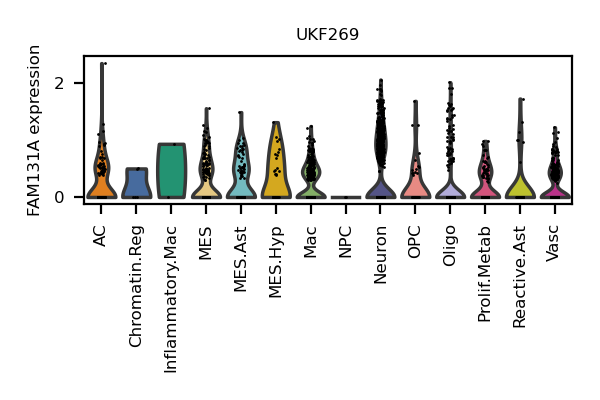 UKF269
FAM131A expression
2
0
AC
Chromatin.Reg
Inflammatory.Mac
MES
MES.Ast
MES.Hyp
Mac
NPC
Neuron
OPC
Oligo
Prolif.Metab
Reactive.Ast
Vasc